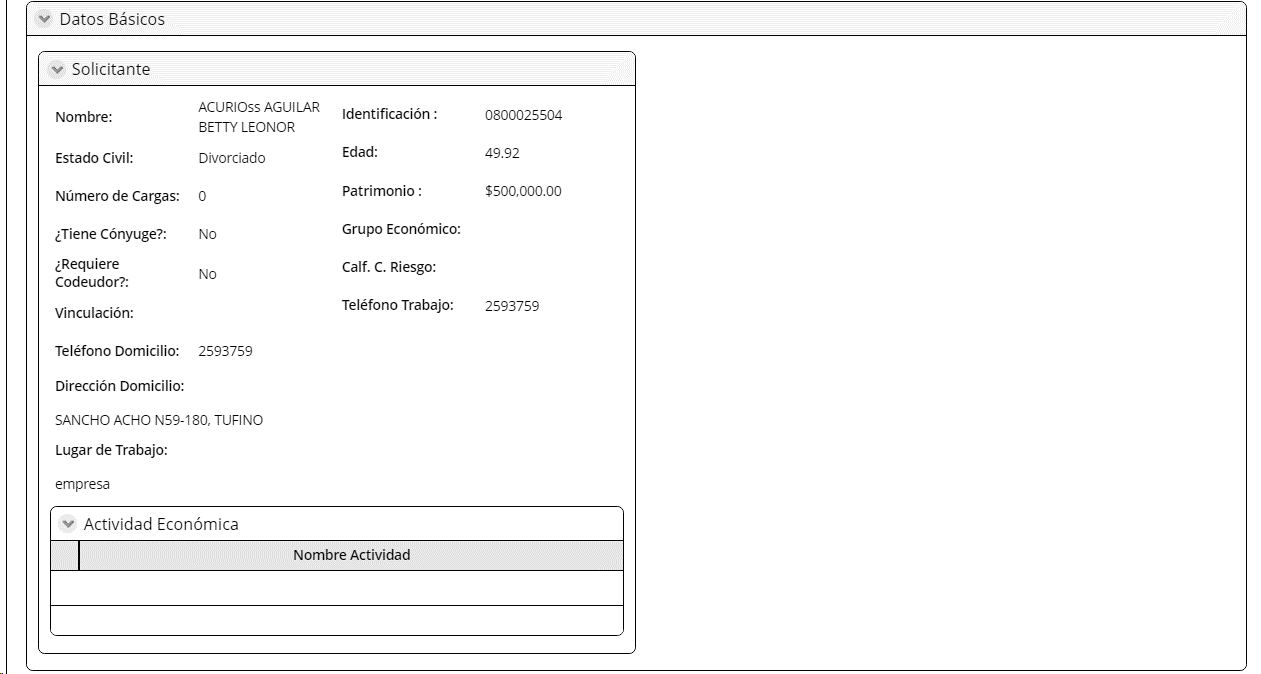 Datos Básicos
Solicitante
Nombre: ACURIOss AGUILAR BETTY LEONOR
Identificación : 0800025504
Estado Civil: Divorciado
Edad: 49.92
Número de Cargas: 0
Patrimonio : $500,000.00
¿Tiene Cónyuge?: No
Grupo Económico:
¿Requiere Codeudor?: No
Calf. C. Riesgo:
Vinculación:
Teléfono Trabajo: 2593759
Teléfono Domicilio: 2593759
Dirección Domicilio:
SANCHO ACHO N59-180, TUFINO
Lugar de Trabajo:
empresa
Actividad Económica
Nombre Actividad